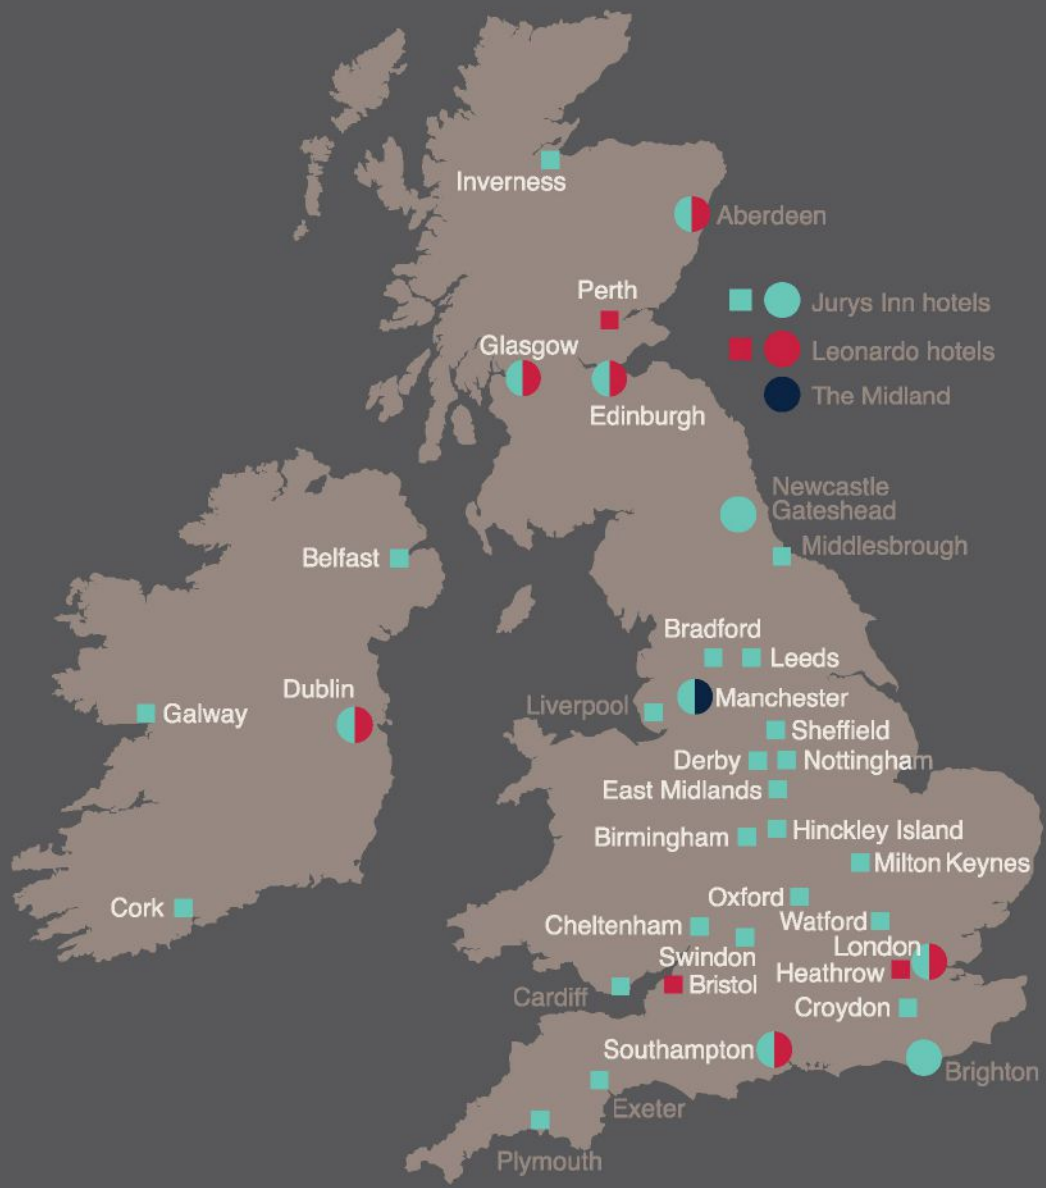 Inverness
Aberdeen
Perth
Jurys Inn hotels
Glasgow
Leonardo hotels
The Midland
Edinburgh
Newcastle
Gateshead
Middlesbrough
Belfast
Bradford
Leeds
Dublin
Manchester
Liverpool
Galway
Sheffield
Derby
Nottingham
East Midlands
Hinckley Island
Birmingham
Milton Keynes
Oxford
Cork
Cheltenham
Watford
London
Swindon
Heathrow
Bristol
Cardiff
Croydon
Southampton
Brighton
Exeter
Plymouth